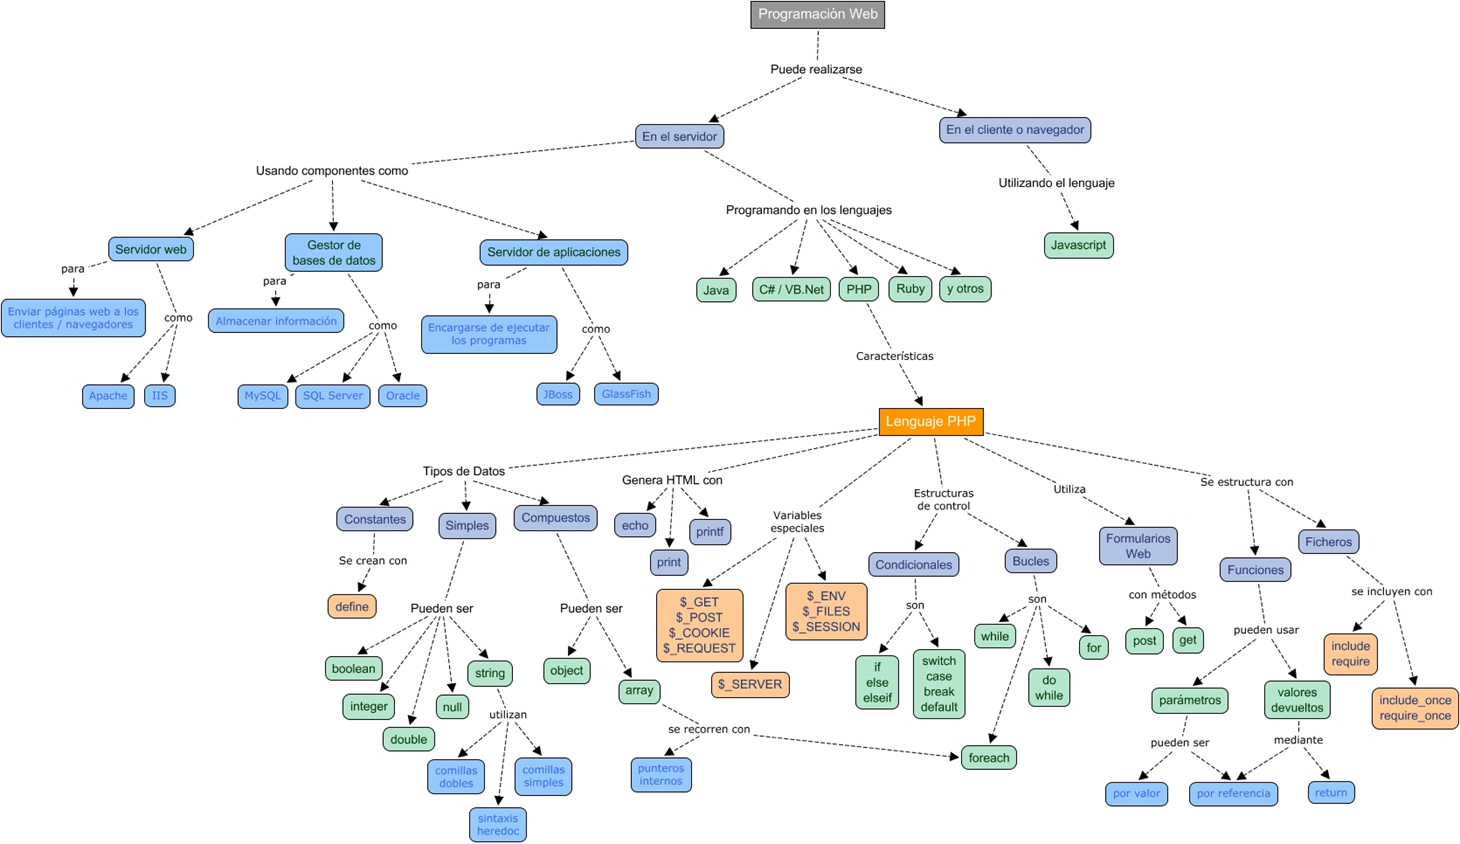 Programación Web
Puede realizarse
En el servidor
En el cliente o navegador
Usando componentes como
Utilizando el lenguaje
Programando en los lenguajes
Servidor web
Gestor de
bases de datos
Servidor de aplicaciones
Javascript
para
para
para
Java
C# / VB.Net
PHP
Ruby
y otros
Enviar páginas web a los
clientes / navegadores
como
Almacenar información
como
Encargarse de ejecutar
los programas
como
Características
Apache
IIS
MySQL
SQL Server
Oracle
JBoss
GlassFish
Lenguaje PHP
Tipos de Datos
Genera HTML con
Variables
especiales
Estructuras
de control
Utiliza
Se estructura con
Constantes
Simples
Compuestos
echo
print
printf
Condicionales
Bucles
Formularios
Web
Funciones
Ficheros
Se crean con
define
Pueden ser
Pueden ser
$_GET
$_POST
$_COOKIE
$_REQUEST
$_ENV
$_FILES
$_SESSION
$_SERVER
son
son
con métodos
se incluyen con
while
for
post
get
pueden usar
include
require
boolean
integer
double
null
string
object
array
if
else
elseif
switch
case
break
default
do
while
parámetros
valores
devueltos
include_once
require_once
utilizan
se recorren con
foreach
pueden ser
mediante
comillas
dobles
comillas
simples
sintaxis
heredoc
punteros
internos
por valor
por referencia
return